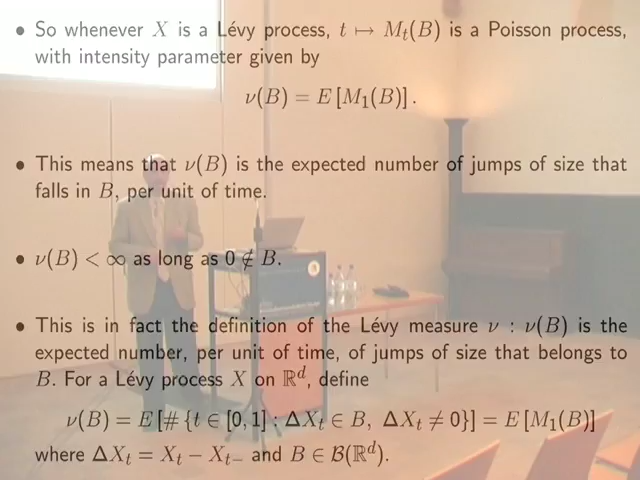 • So whenever X is a Lévy process, t ↦ M_t(B) is a Poisson process,
with intensity parameter given by
ν(B) = E [M_1(B)] .
• This means that ν(B) is the expected number of jumps of size that
falls in B, per unit of time.
• ν(B) < ∞ as long as 0 ∉ B.
• This is in fact the definition of the Lévy measure ν : ν(B) is the
expected number, per unit of time, of jumps of size that belongs to
B. For a Lévy process X on ℝ^d, define
ν(B) = E [# {t ∈ [0, 1] : ΔX_t ∈ B, ΔX_t ≠ 0}] = E [M_1(B)]
where ΔX_t = X_t − X_{t−} and B ∈ 𝓑(ℝ^d).